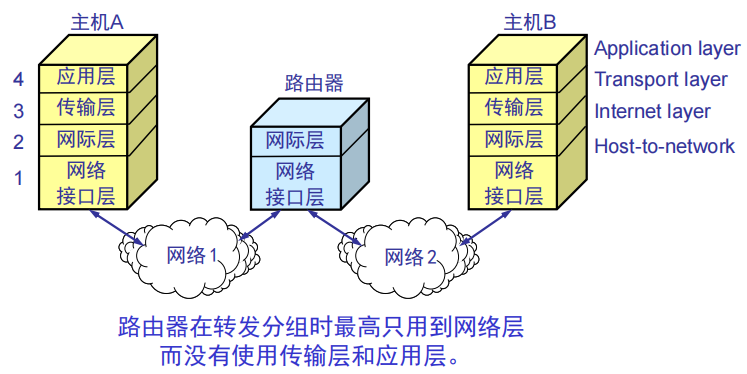 主机A
主机B
Application layer
4
应用层
路由器
应用层
Transport layer
3
传输层
传输层
Internet layer
2
网际层
网际层
网际层
Host-to-network
1
网络
接口层
网络
接口层
网络
接口层
网络1
网络2
路由器在转发分组时最高只用到网络层
而没有使用传输层和应用层。